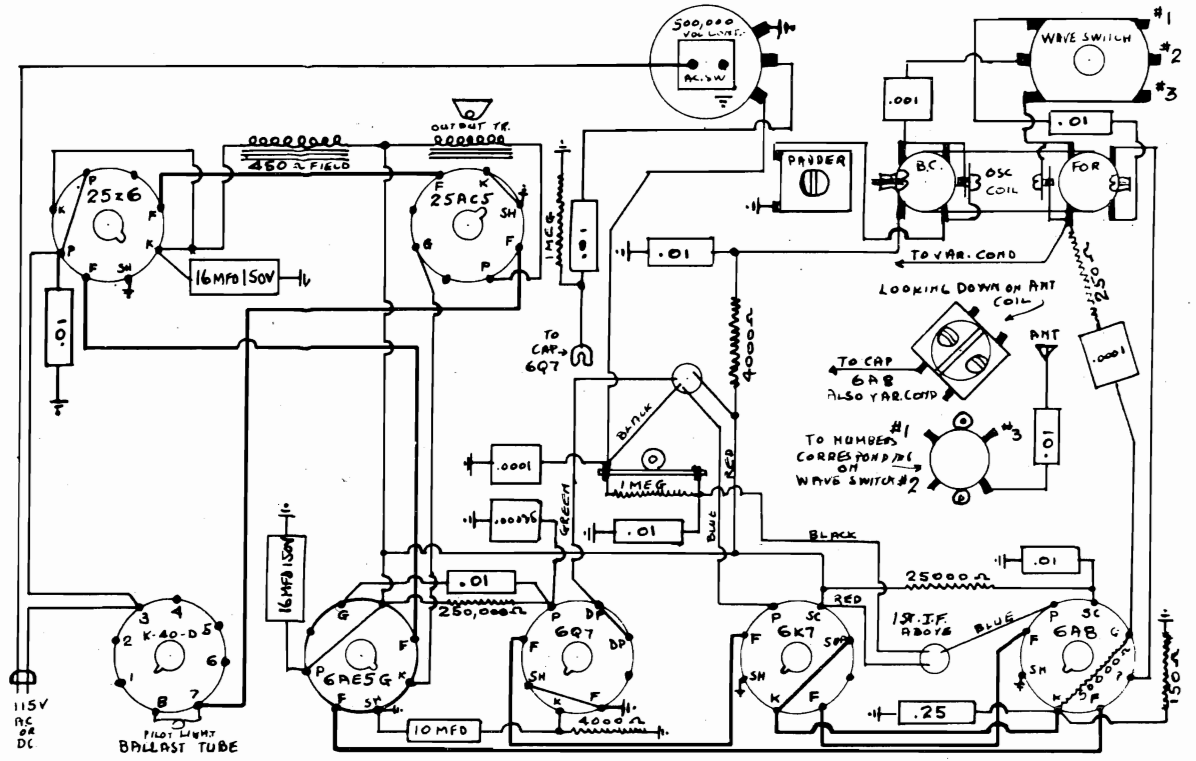 500,000
VOL CONT.
AC. SW
#1
WAVE SWITCH
#2
#3
.001
.01
OUTPUT TR.
450 Ω FIELD
PADDER
B.C.
OSC
COIL
FOR
P
25Z6
K
F
P
K
F
SH
16 MFD 150V
.01
F
K
25AC5
SH
G
F
P
1 MEG
.01
.01
TO VAR. COND
250 Ω
LOOKING DOWN ON ANT
COIL
TO
CAP
6Q7
4000 Ω
TO CAP
6A8
ALSO VAR. COND
ANT
.0001
BLACK
RED
.0001
1 MEG
GREEN
.00025
.01
BLUE
TO NUMBERS
CORRESPONDING
ON
WAVE SWITCH
#1
#3
#2
.01
BLACK
16 MFD 150V
.01
250,000 Ω
25000 Ω
.01
RED
1ST. I.F.
ABOVE
BLUE
3
4
K-40-D
5
2
6
1
8
7
PILOT LIGHT
BALLAST TUBE
115V
A.C
OR
DC
G
F
P
6AE5G
K
F
SH
10 MFD
P
DP
6Q7
F
DP
SH
K
F
4000 Ω
P
SC
6K7
F
SUP
SH
K
F
P
SC
F
6A8
G
SH
50000 Ω
P
K
F
.25
150 Ω